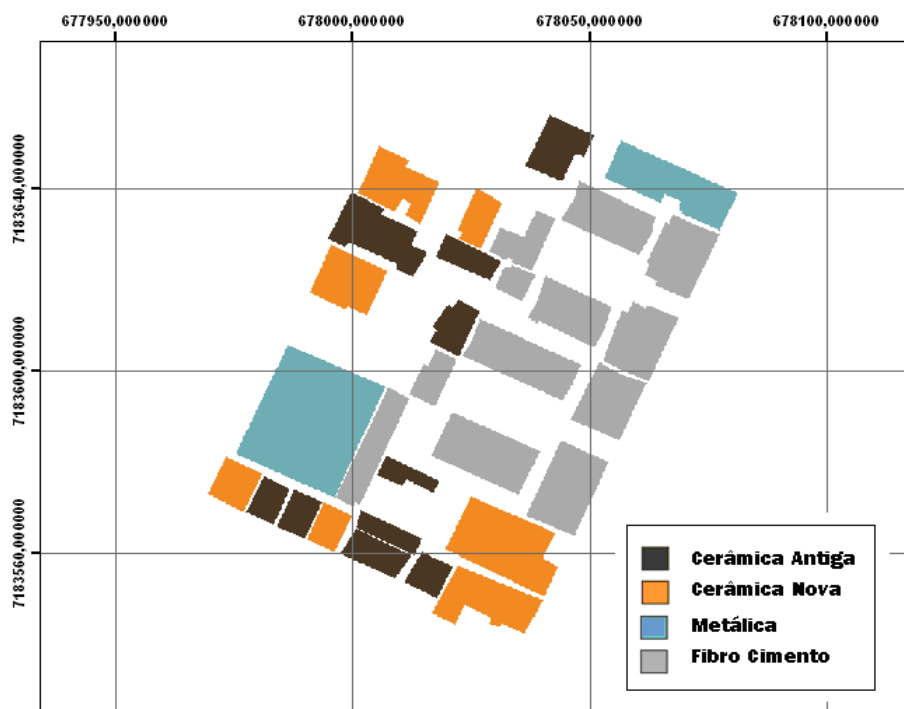 677950,000000
678000,000000
678050,000000
678100,000000
7183640,000000
7183600,000000
7183560,000000
Cerâmica Antiga
Cerâmica Nova
Metálica
Fibro Cimento